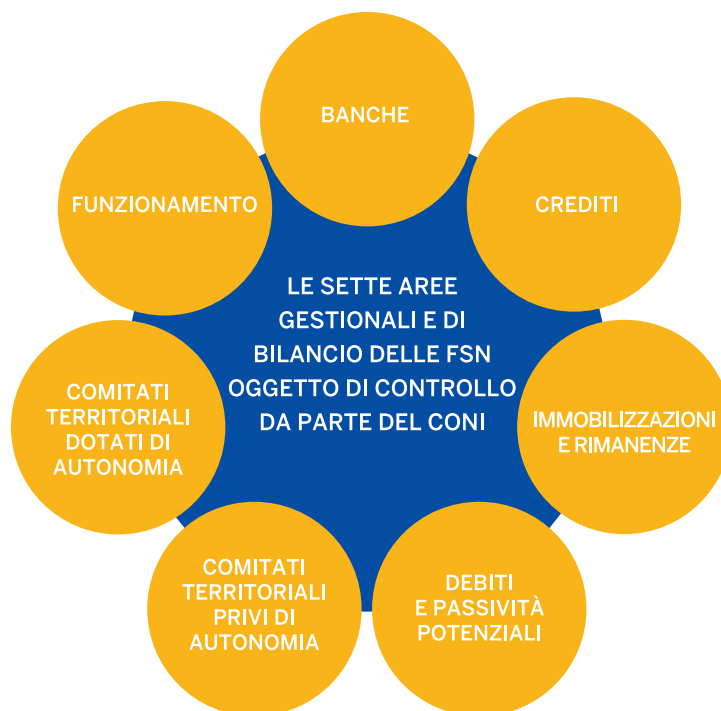 BANCHE
CREDITI
IMMOBILIZZAZIONI
E RIMANENZE
DEBITI
E PASSIVITÀ
POTENZIALI
COMITATI
TERRITORIALI
PRIVI DI
AUTONOMIA
COMITATI
TERRITORIALI
DOTATI DI
AUTONOMIA
FUNZIONAMENTO
LE SETTE AREE
GESTIONALI E DI
BILANCIO DELLE FSN
OGGETTO DI CONTROLLO
DA PARTE DEL CONI